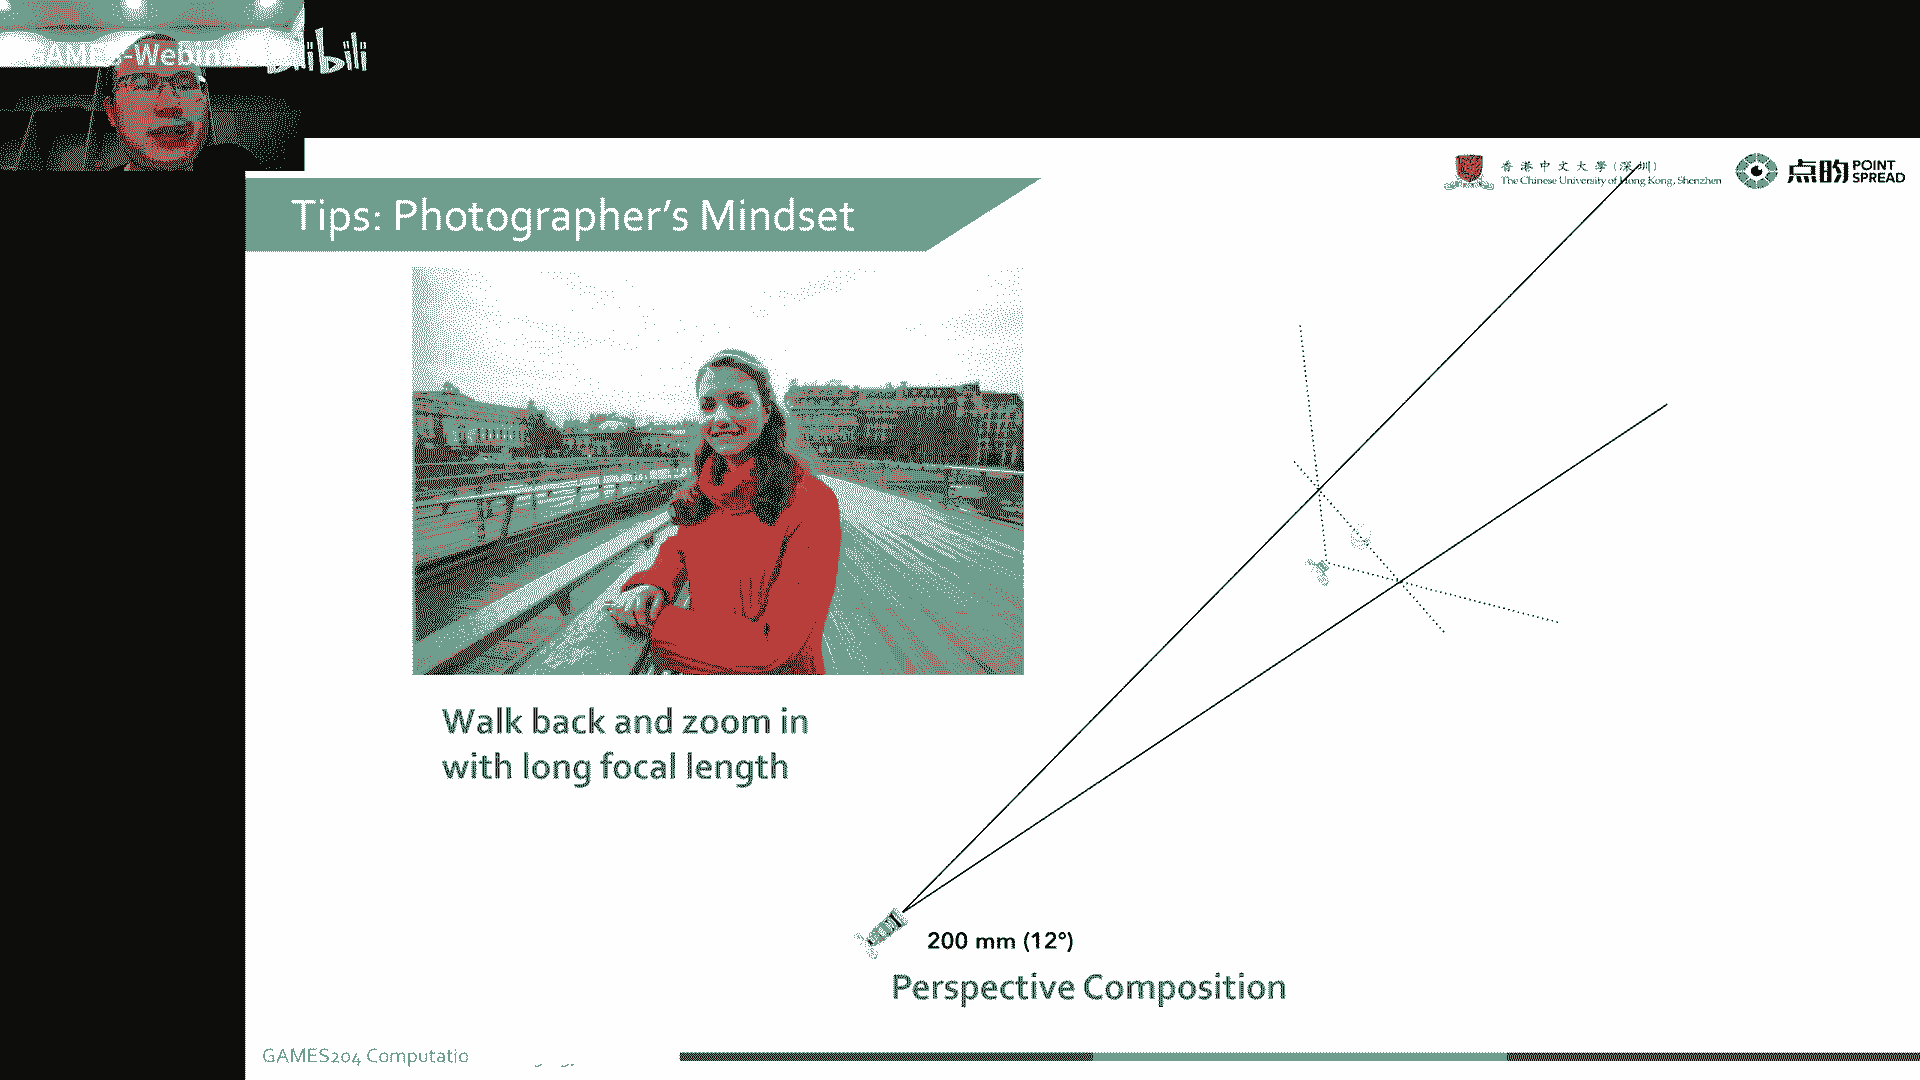 GAMES-Webinar
bilibili
香港中文大學(深圳)
The Chinese University of Hong Kong, Shenzhen
点昀 POINT
SPREAD
Tips: Photographer's Mindset
Walk back and zoom in
with long focal length
200 mm (12°)
Perspective Composition
GAMES204 Computatio